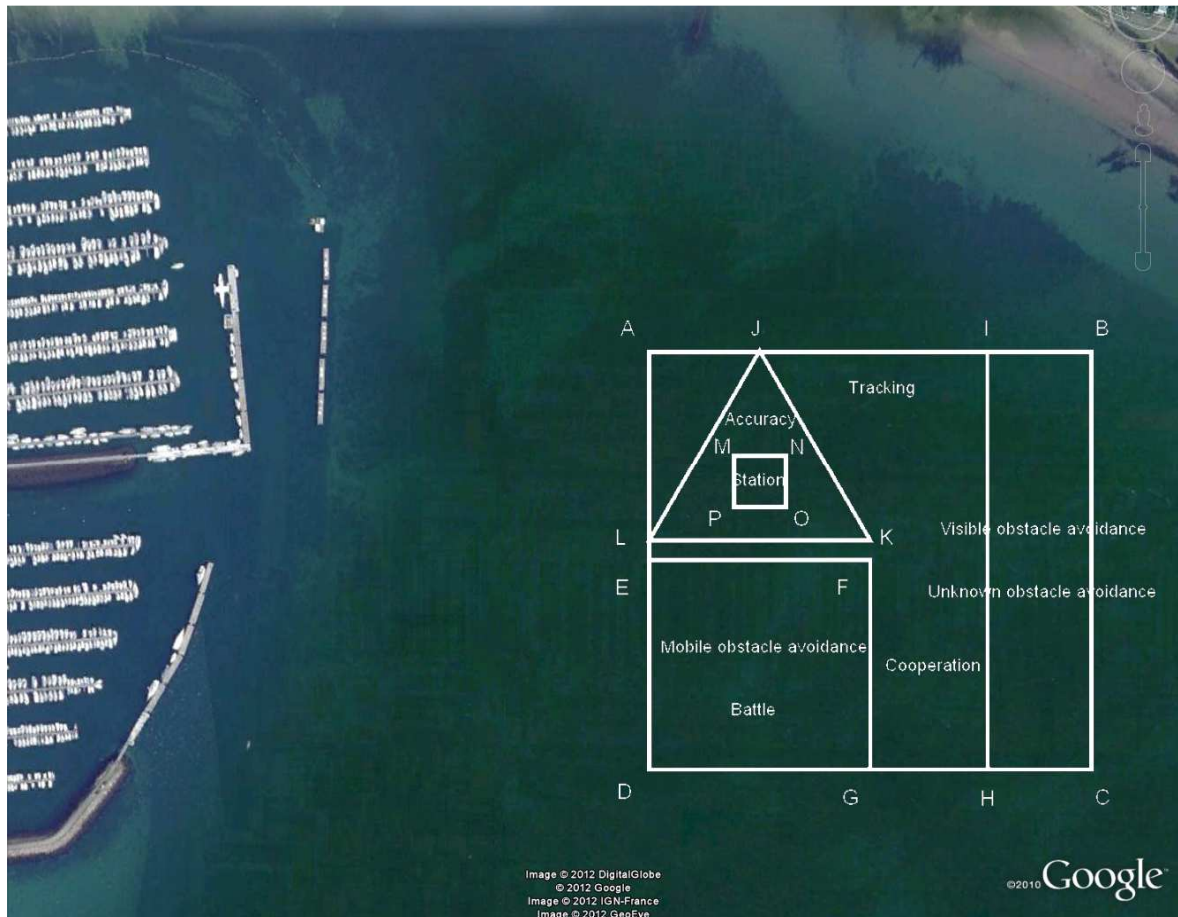 A J I B
Tracking
Accuracy
M N
Station
P O
Visible obstacle avoidance
L K
E F Unknown obstacle avoidance
Mobile obstacle avoidance
Cooperation
Battle
D G H C
Image © 2012 DigitalGlobe
© 2012 Google
Image © 2012 IGN-France
Image © 2012 GeoEye
©2010 Google